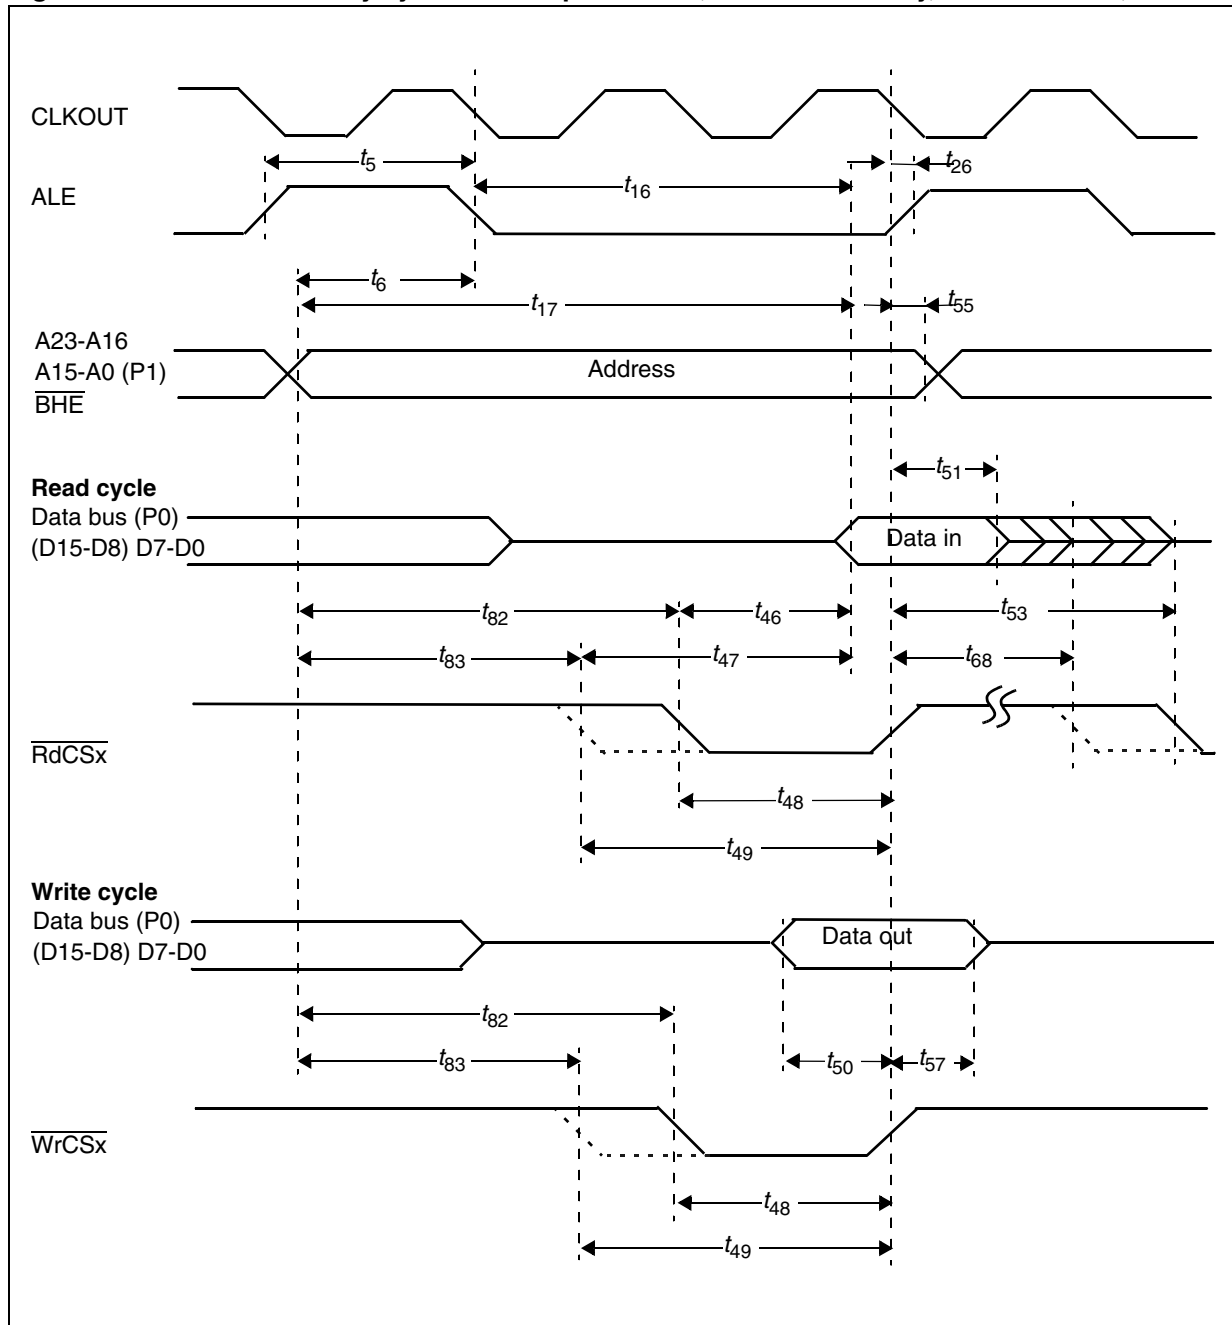 CLKOUT
t5
t26
ALE
t16
t6
t17
t55
A23-A16
A15-A0 (P1)
Address
BHE
t51
Read cycle
Data bus (P0)
(D15-D8) D7-D0
Data in
t82
t46
t53
t83
t47
t68
RdCSx
t48
t49
Write cycle
Data bus (P0)
(D15-D8) D7-D0
Data out
t82
t83
t50
t57
WrCSx
t48
t49